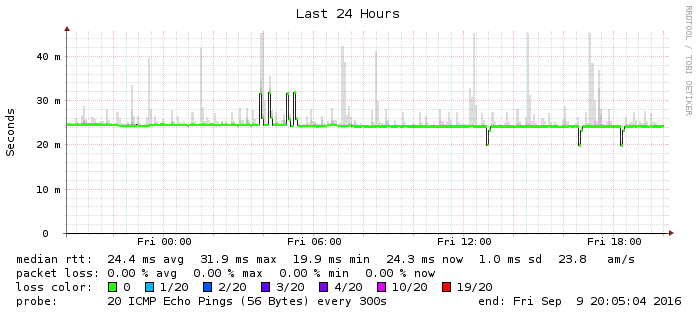 Last 24 Hours
RRDTOOL / TOBI OETIKER
Seconds
40 m
30 m
20 m
10 m
0
Fri 00:00 Fri 06:00 Fri 12:00 Fri 18:00
median rtt: 24.4 ms avg 31.9 ms max 19.9 ms min 24.3 ms now 1.0 ms sd 23.8 am/s
packet loss: 0.00 % avg 0.00 % max 0.00 % min 0.00 % now
loss color: 0 1/20 2/20 3/20 4/20 10/20 19/20
probe: 20 ICMP Echo Pings (56 Bytes) every 300s end: Fri Sep 9 20:05:04 2016